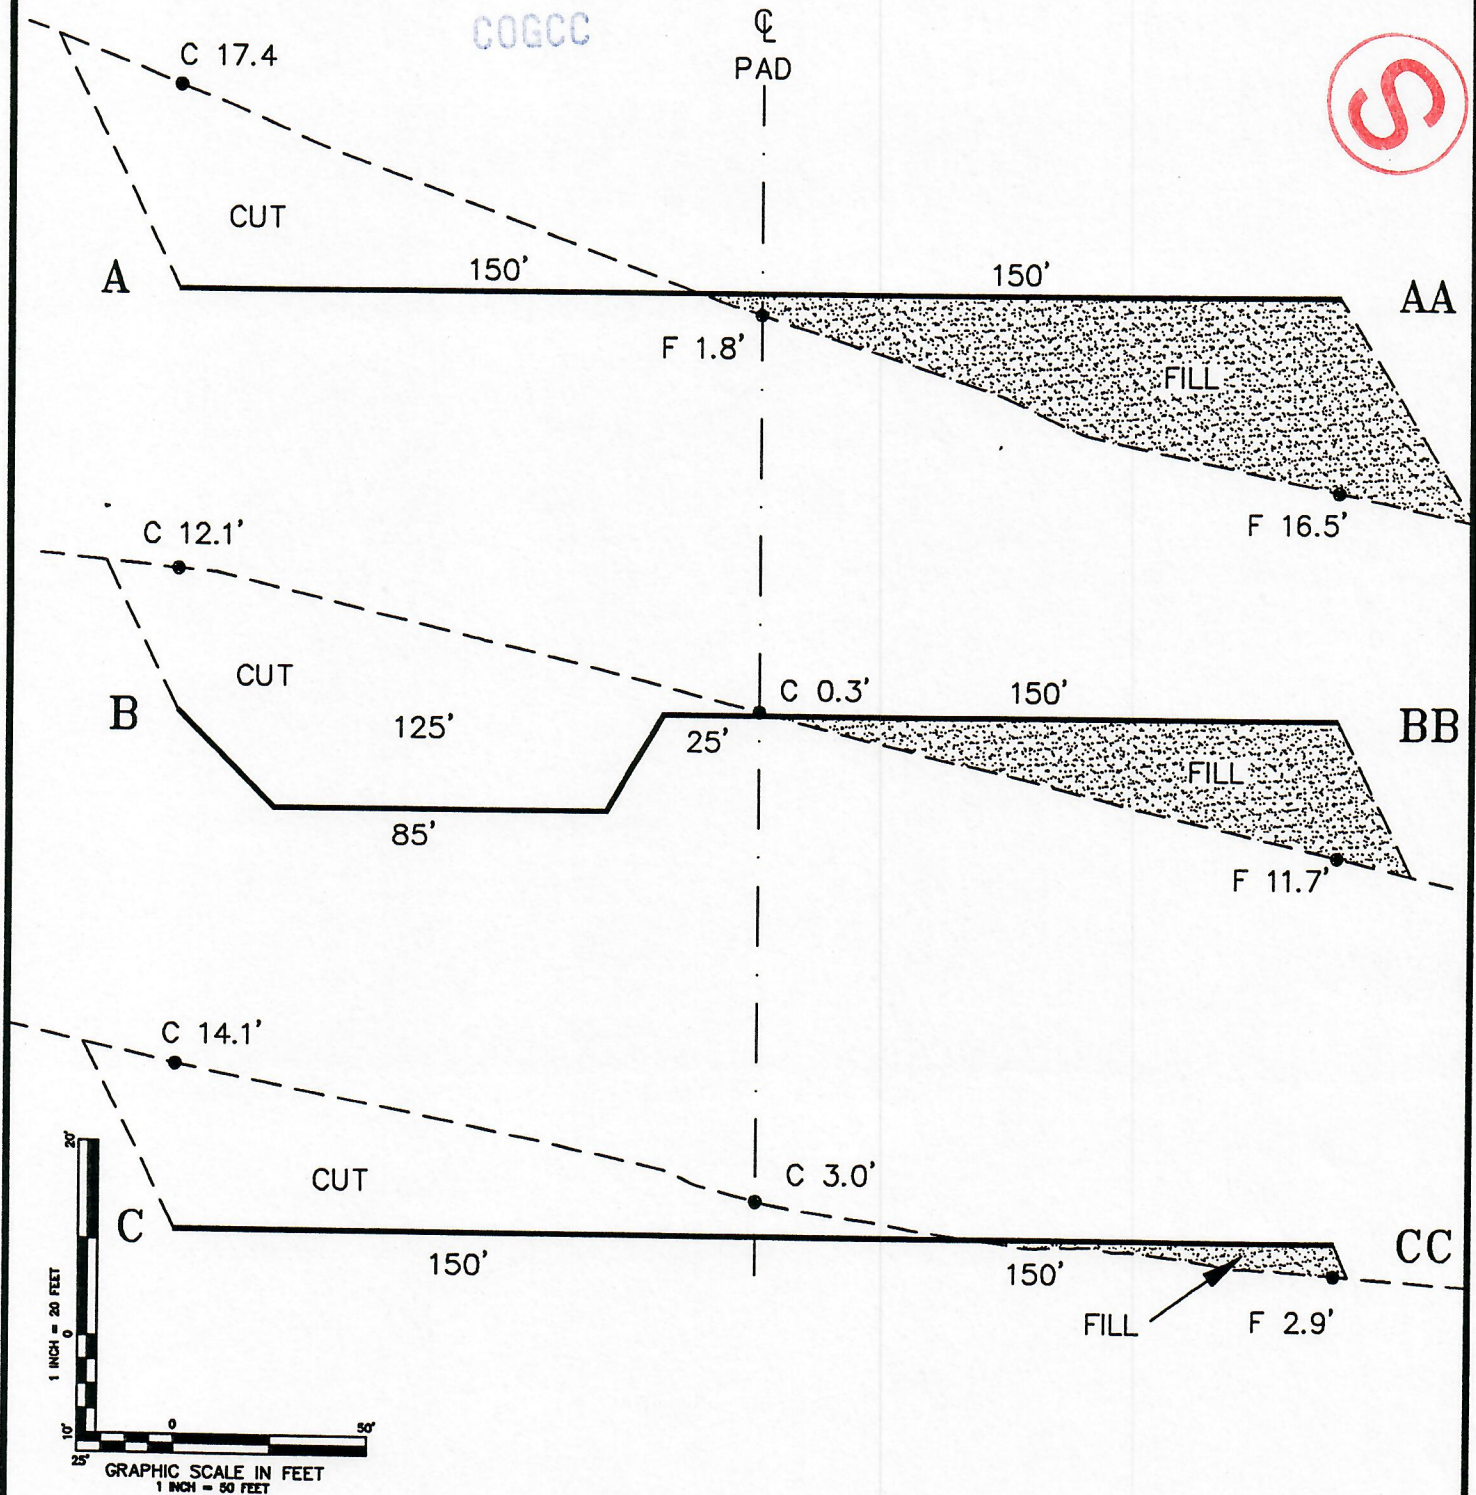 COGCC
℄
PAD
S
C 17.4
CUT
A
150'
150'
AA
F 1.8'
FILL
F 16.5'
C 12.1'
CUT
B
125'
25'
C 0.3'
150'
BB
FILL
85'
F 11.7'
C 14.1'
CUT
C
C 3.0'
150'
150'
CC
FILL
F 2.9'
20'
0
10'
1 INCH = 20 FEET
0
50'
25'
GRAPHIC SCALE IN FEET
1 INCH = 50 FEET